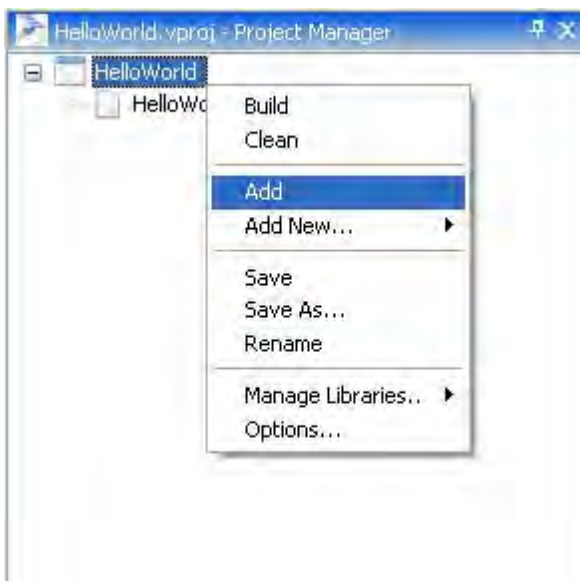 HelloWorld.vproj - Project Manager
HelloWorld
HelloWo
Build
Clean
Add
Add New...
Save
Save As...
Rename
Manage Libraries..
Options...